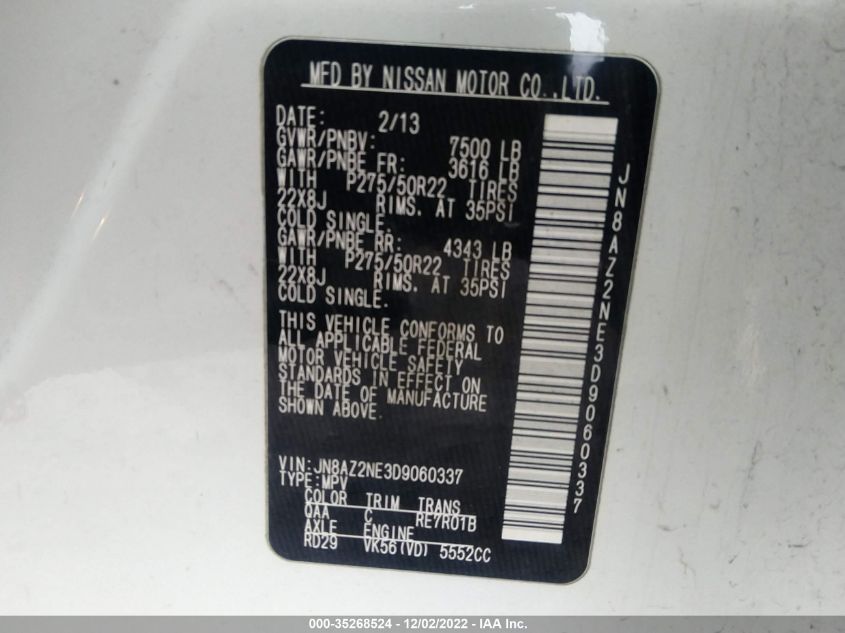 MFD BY NISSAN MOTOR CO.,LTD.
DATE: 2/13
GVWR/PNBV: 7500 LB
GAWR/PNBE FR: 3616 LB
WITH P275/50R22 TIRES
22X8J RIMS. AT 35PSI
COLD SINGLE.
GAWR/PNBE RR: 4343 LB
WITH P275/50R22 TIRES
22X8J RIMS. AT 35PSI
COLD SINGLE.
THIS VEHICLE CONFORMS TO
ALL APPLICABLE FEDERAL
MOTOR VEHICLE SAFETY
STANDARDS IN EFFECT ON
THE DATE OF MANUFACTURE
SHOWN ABOVE.
VIN:JN8AZ2NE3D9060337
TYPE:MPV
COLOR TRIM TRANS
QAA C RE7R01B
AXLE ENGINE
RD29 VK56(VD) 5552CC
JN8AZ2NE3D9060337
000-35268524 - 12/02/2022 - IAA Inc.